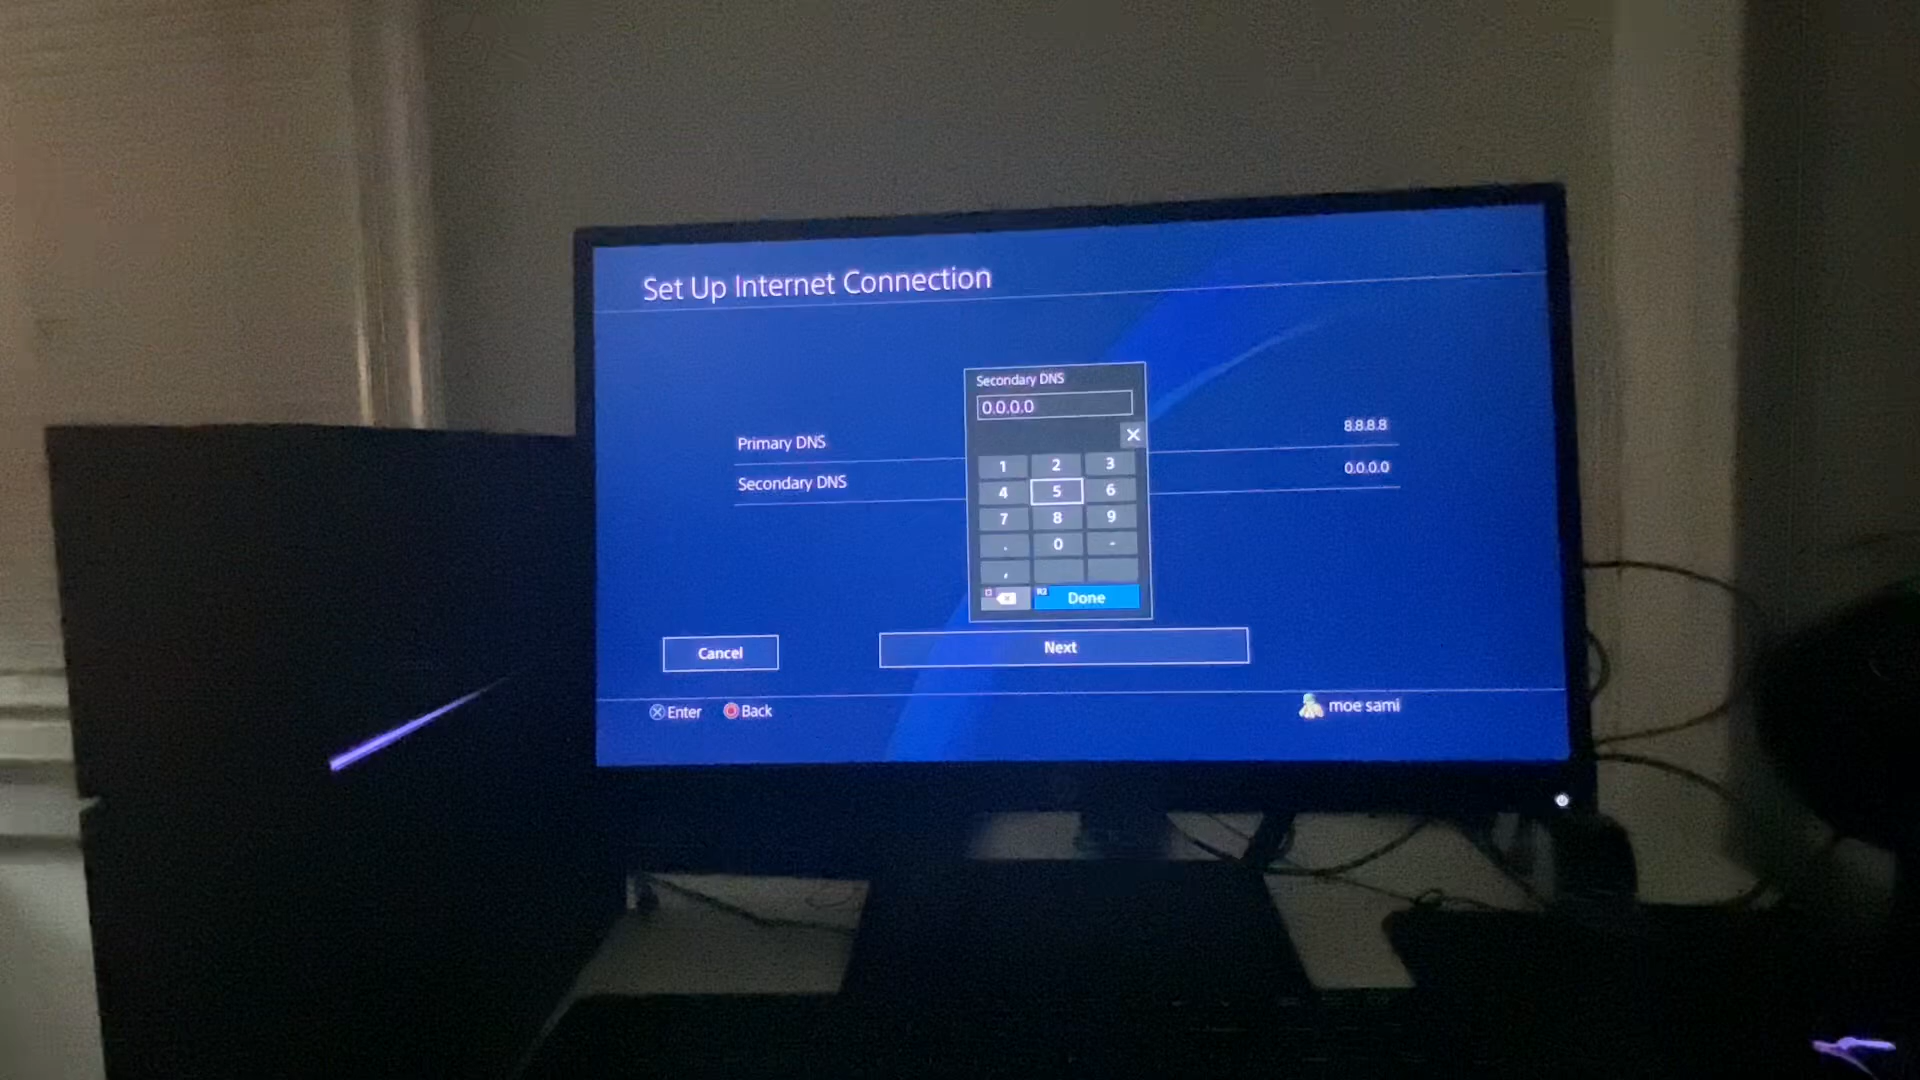 Set Up Internet Connection
Secondary DNS
0.0.0.0
Primary DNS 8.8.8.8
Secondary DNS 0.0.0.0
1 2 3
4 5 6
7 8 9
. 0 -
,
R2 Done
Cancel Next
Enter Back moe sami